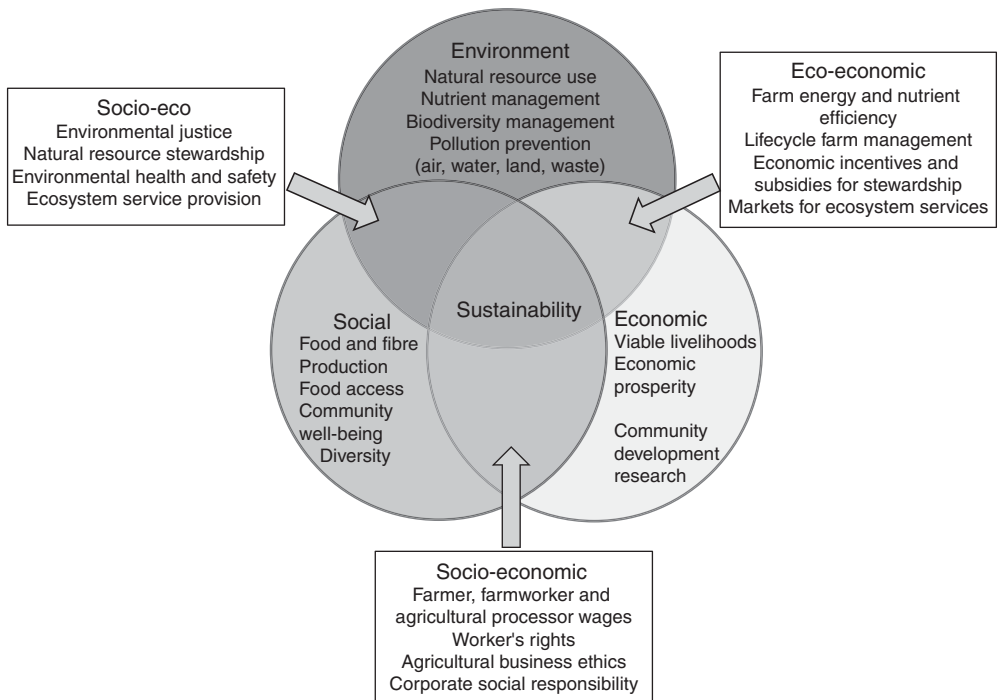 Environment
Natural resource use
Nutrient management
Biodiversity management
Pollution prevention
(air, water, land, waste)
Socio-eco
Environmental justice
Natural resource stewardship
Environmental health and safety
Ecosystem service provision
Eco-economic
Farm energy and nutrient
efficiency
Lifecycle farm management
Economic incentives and
subsidies for stewardship
Markets for ecosystem services
Sustainability
Social
Food and fibre
Production
Food access
Community
well-being
Diversity
Economic
Viable livelihoods
Economic
prosperity
Community
development
research
Socio-economic
Farmer, farmworker and
agricultural processor wages
Worker's rights
Agricultural business ethics
Corporate social responsibility